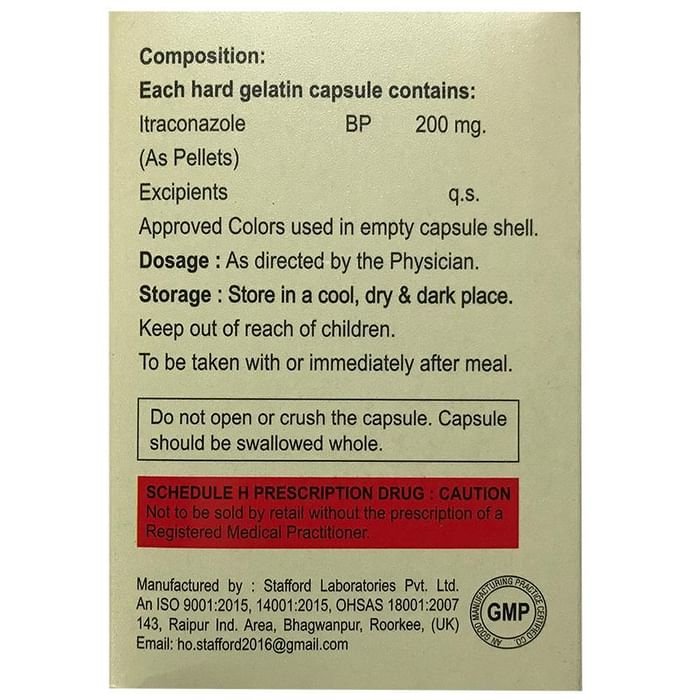 Composition:
Each hard gelatin capsule contains:
Itraconazole BP 200 mg.
(As Pellets)
Excipients q.s.
Approved Colors used in empty capsule shell.
Dosage : As directed by the Physician.
Storage : Store in a cool, dry & dark place.
Keep out of reach of children.
To be taken with or immediately after meal.
Do not open or crush the capsule. Capsule
should be swallowed whole.
SCHEDULE H PRESCRIPTION DRUG : CAUTION
Not to be sold by retail without the prescription of a
Registered Medical Practitioner.
Manufactured by : Stafford Laboratories Pvt. Ltd.
An ISO 9001:2015, 14001:2015, OHSAS 18001:2007
143, Raipur Ind. Area, Bhagwanpur, Roorkee, (UK)
Email: ho.stafford2016@gmail.com
AN GOOD MANUFACTURING PRACTICE CERTIFIED CO.
GMP